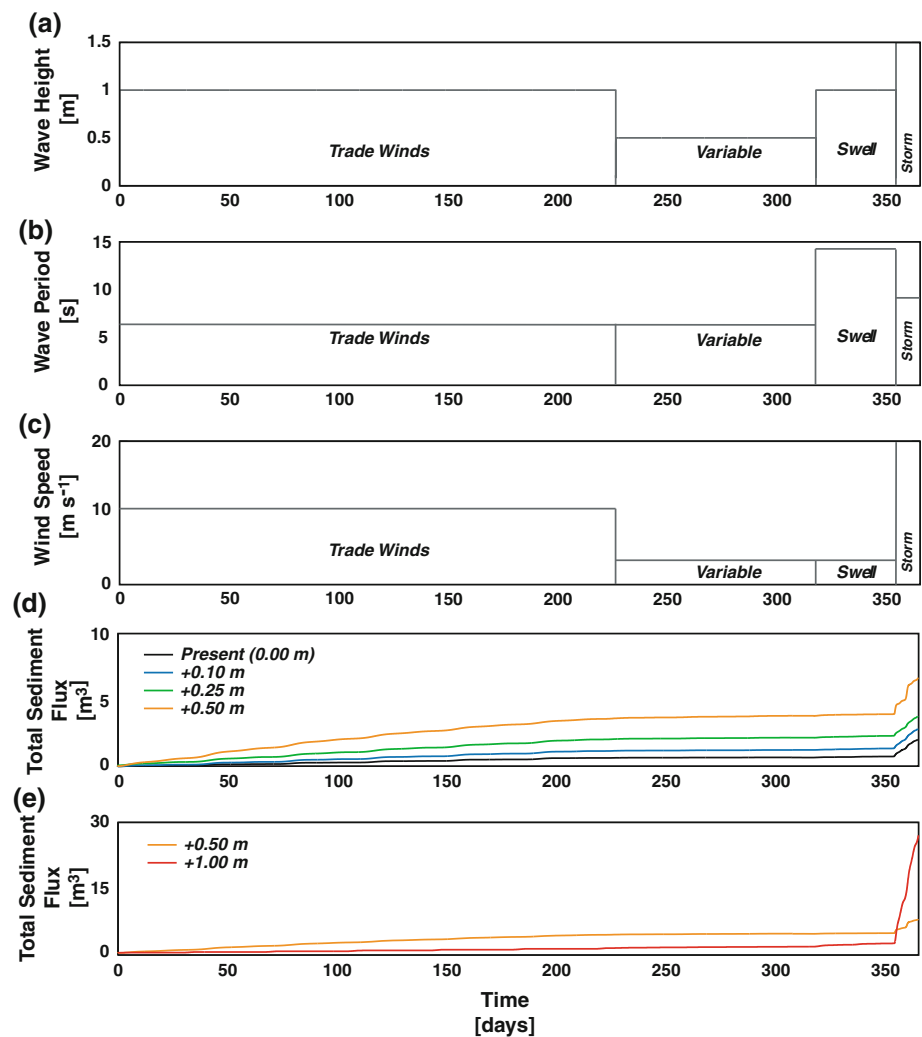 (a)
Wave Height
[m]
1.5
1
0.5
0
Trade Winds
Variable
Swell
Storm
0 50 100 150 200 250 300 350
(b)
Wave Period
[s]
15
10
5
0
Trade Winds
Variable
Swell
Storm
0 50 100 150 200 250 300 350
(c)
Wind Speed
[m s⁻¹]
20
10
0
Trade Winds
Variable
Swell
Storm
0 50 100 150 200 250 300 350
(d)
Total Sediment
Flux
[m³]
10
5
0
Present (0.00 m)
+0.10 m
+0.25 m
+0.50 m
0 50 100 150 200 250 300 350
(e)
Total Sediment
Flux
[m³]
30
15
0
+0.50 m
+1.00 m
0 50 100 150 200 250 300 350
Time
[days]